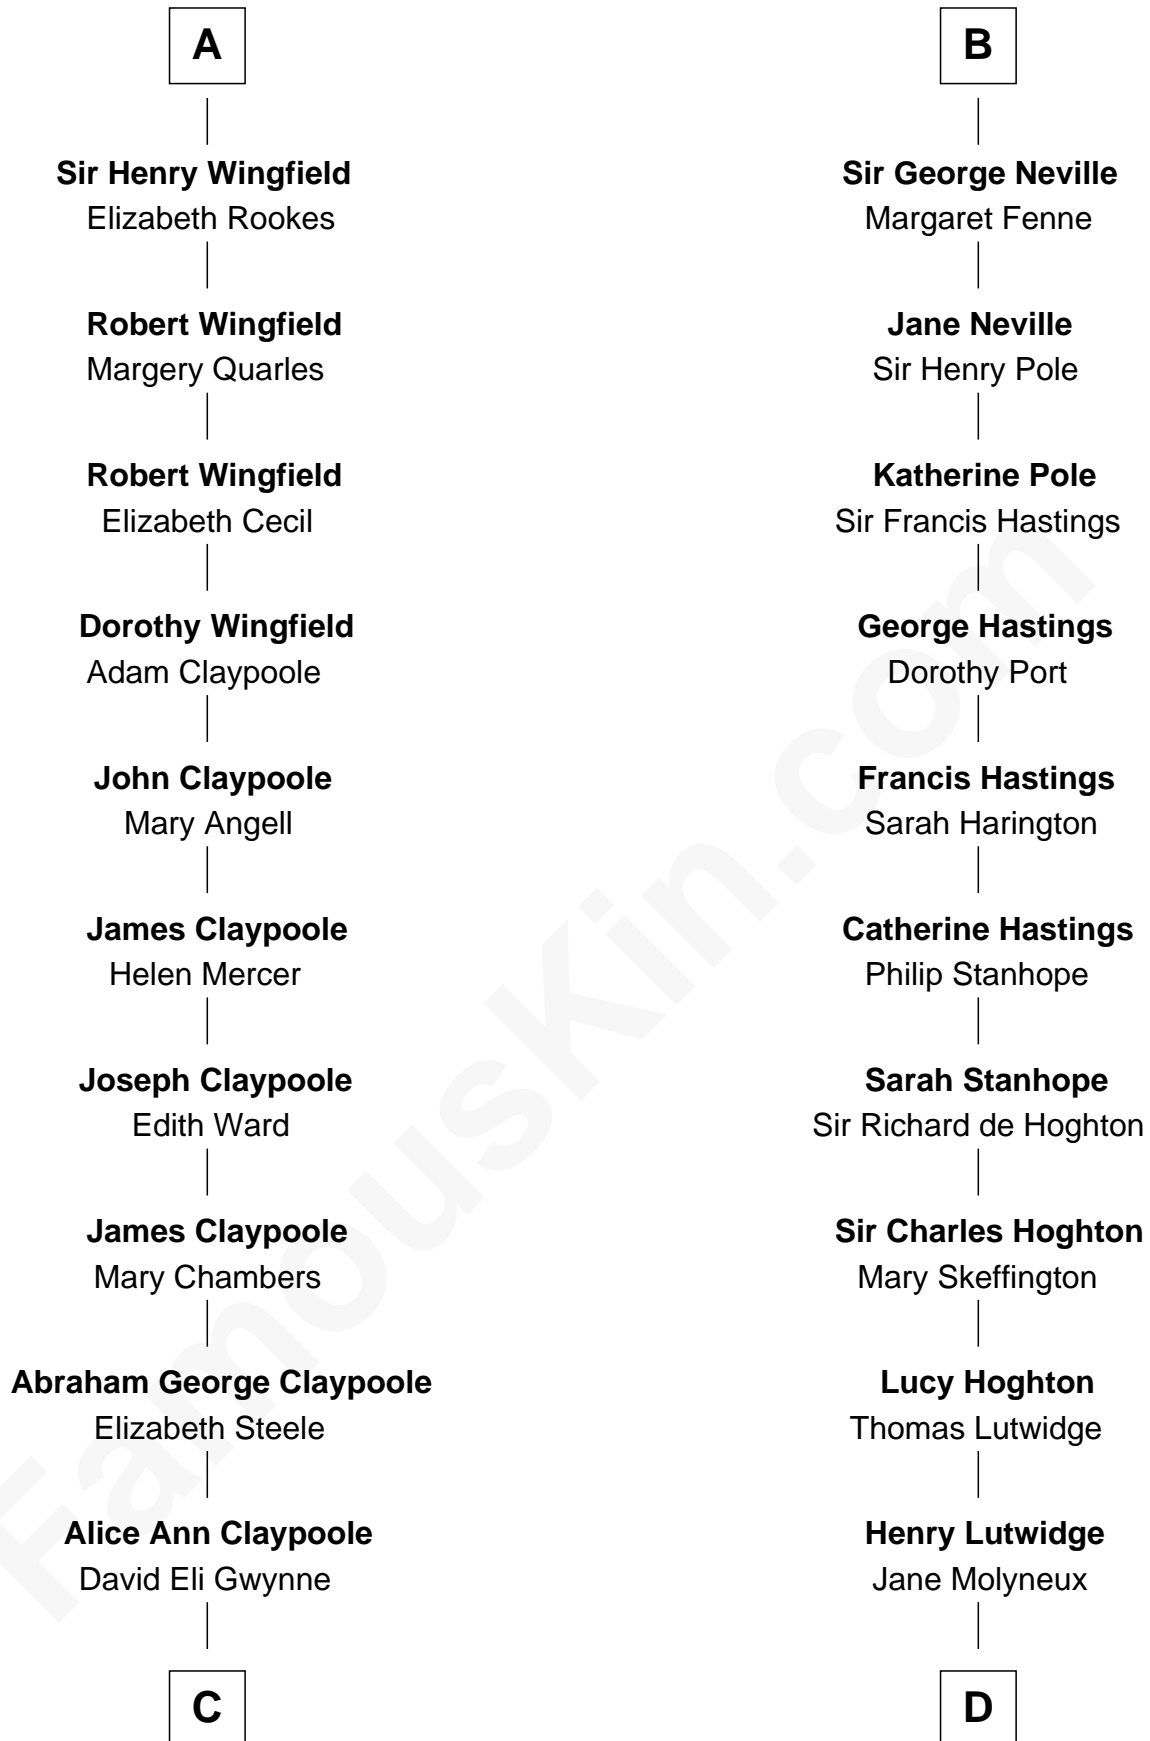 A
Sir Henry Wingfield
Elizabeth Rookes
Robert Wingfield
Margery Quarles
Robert Wingfield
Elizabeth Cecil
Dorothy Wingfield
Adam Claypoole
John Claypoole
Mary Angell
James Claypoole
Helen Mercer
Joseph Claypoole
Edith Ward
James Claypoole
Mary Chambers
Abraham George Claypoole
Elizabeth Steele
Alice Ann Claypoole
David Eli Gwynne
C
B
Sir George Neville
Margaret Fenne
Jane Neville
Sir Henry Pole
Katherine Pole
Sir Francis Hastings
George Hastings
Dorothy Port
Francis Hastings
Sarah Harington
Catherine Hastings
Philip Stanhope
Sarah Stanhope
Sir Richard de Hoghton
Sir Charles Hoghton
Mary Skeffington
Lucy Hoghton
Thomas Lutwidge
Henry Lutwidge
Jane Molyneux
D
FamousKin.com